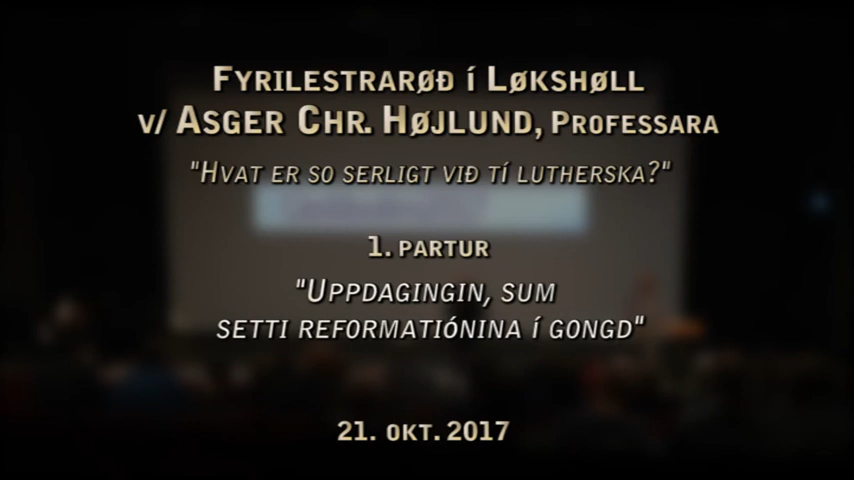 Fyrilestrarøð í Løkshøll
v/ Asger Chr. Højlund, professara
"Hvat er so serligt við tí lutherska?"
1. partur
"Uppdagingin, sum
setti reformatiónina í gongd"
21. okt. 2017